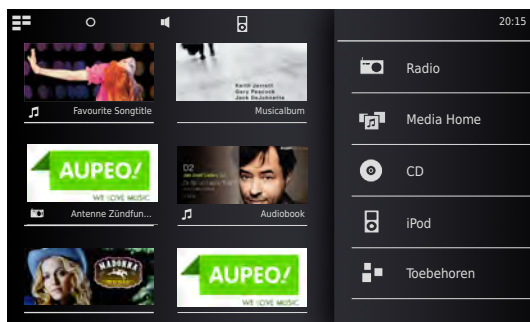 20:15
Keith Jarrett
Gary Peacock
Jack DeJohnette
Favourite Songtitle
Musicalbum
AUPEO!
WE LOVE MUSIC
D2
Antenne Zündfun...
Audiobook
MADONNA
AUPEO!
WE LOVE MUSIC
Radio
Media Home
CD
iPod
Toebehoren